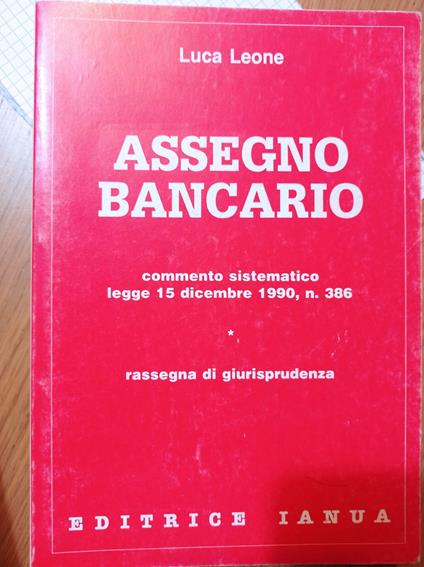 Luca Leone
ASSEGNO
BANCARIO
commento sistematico
legge 15 dicembre 1990, n. 386
*
rassegna di giurisprudenza
EDITRICE IANUA